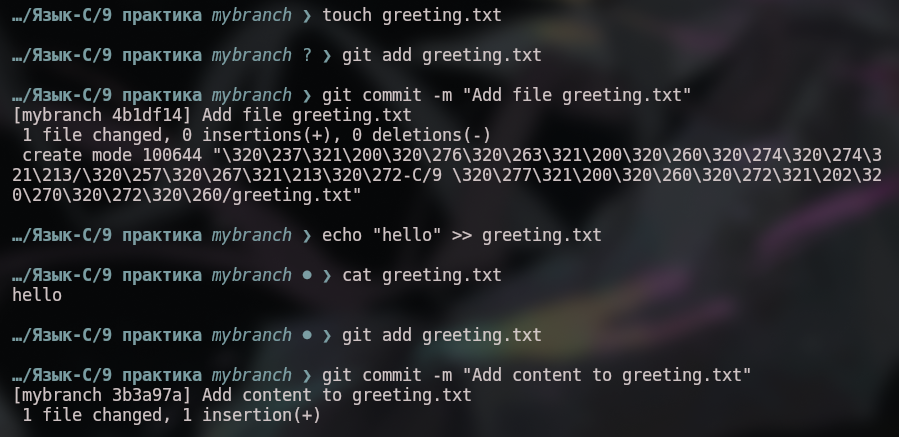 …/Язык-C/9 практика mybranch ❯ touch greeting.txt
…/Язык-C/9 практика mybranch ? ❯ git add greeting.txt
…/Язык-C/9 практика mybranch ❯ git commit -m "Add file greeting.txt"
[mybranch 4b1df14] Add file greeting.txt
1 file changed, 0 insertions(+), 0 deletions(-)
create mode 100644 "\320\237\321\200\320\276\320\263\321\200\320\260\320\274\320\274\3
21\213/\320\257\320\267\321\213\320\272-C/9 \320\277\321\200\320\260\320\272\321\202\32
0\270\320\272\320\260/greeting.txt"
…/Язык-C/9 практика mybranch ❯ echo "hello" >> greeting.txt
…/Язык-C/9 практика mybranch ● ❯ cat greeting.txt
hello
…/Язык-C/9 практика mybranch ● ❯ git add greeting.txt
…/Язык-C/9 практика mybranch ❯ git commit -m "Add content to greeting.txt"
[mybranch 3b3a97a] Add content to greeting.txt
1 file changed, 1 insertion(+)